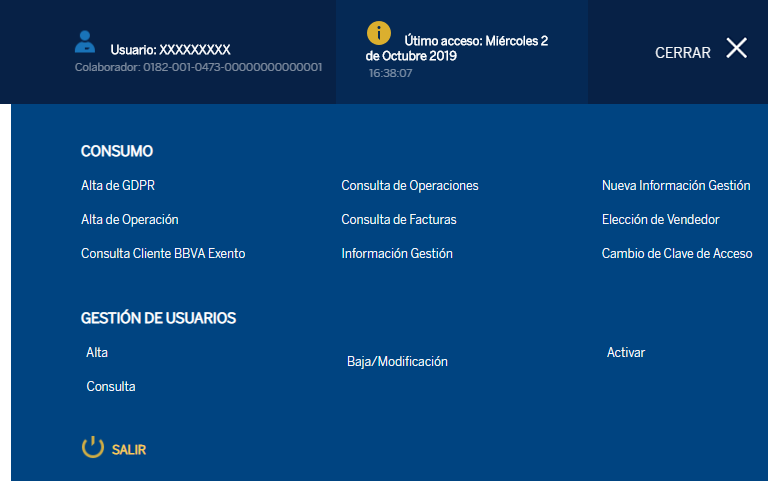 Usuario: XXXXXXXXX
Colaborador: 0182-001-0473-00000000000001
Útimo acceso: Miércoles 2
de Octubre 2019
16:38:07
CERRAR
CONSUMO
Alta de GDPR
Consulta de Operaciones
Nueva Información Gestión
Alta de Operación
Consulta de Facturas
Elección de Vendedor
Consulta Cliente BBVA Exento
Información Gestión
Cambio de Clave de Acceso
GESTIÓN DE USUARIOS
Alta
Baja/Modificación
Activar
Consulta
SALIR